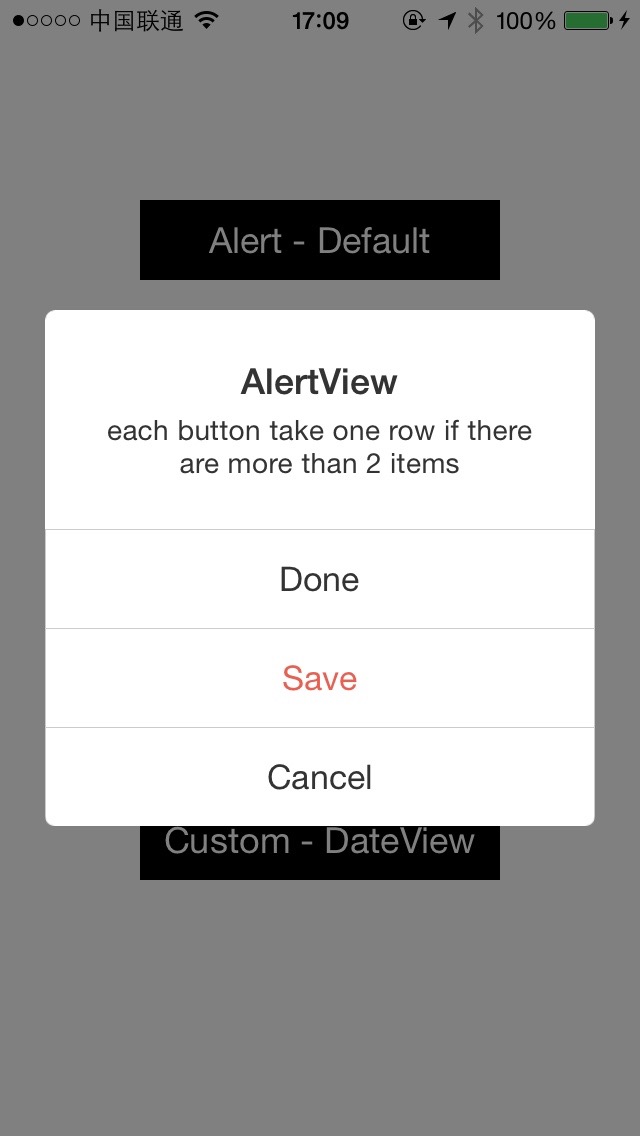 中国联通 17:09 100%
Alert - Default
AlertView
each button take one row if there
are more than 2 items
Done
Save
Cancel
Custom - DateView